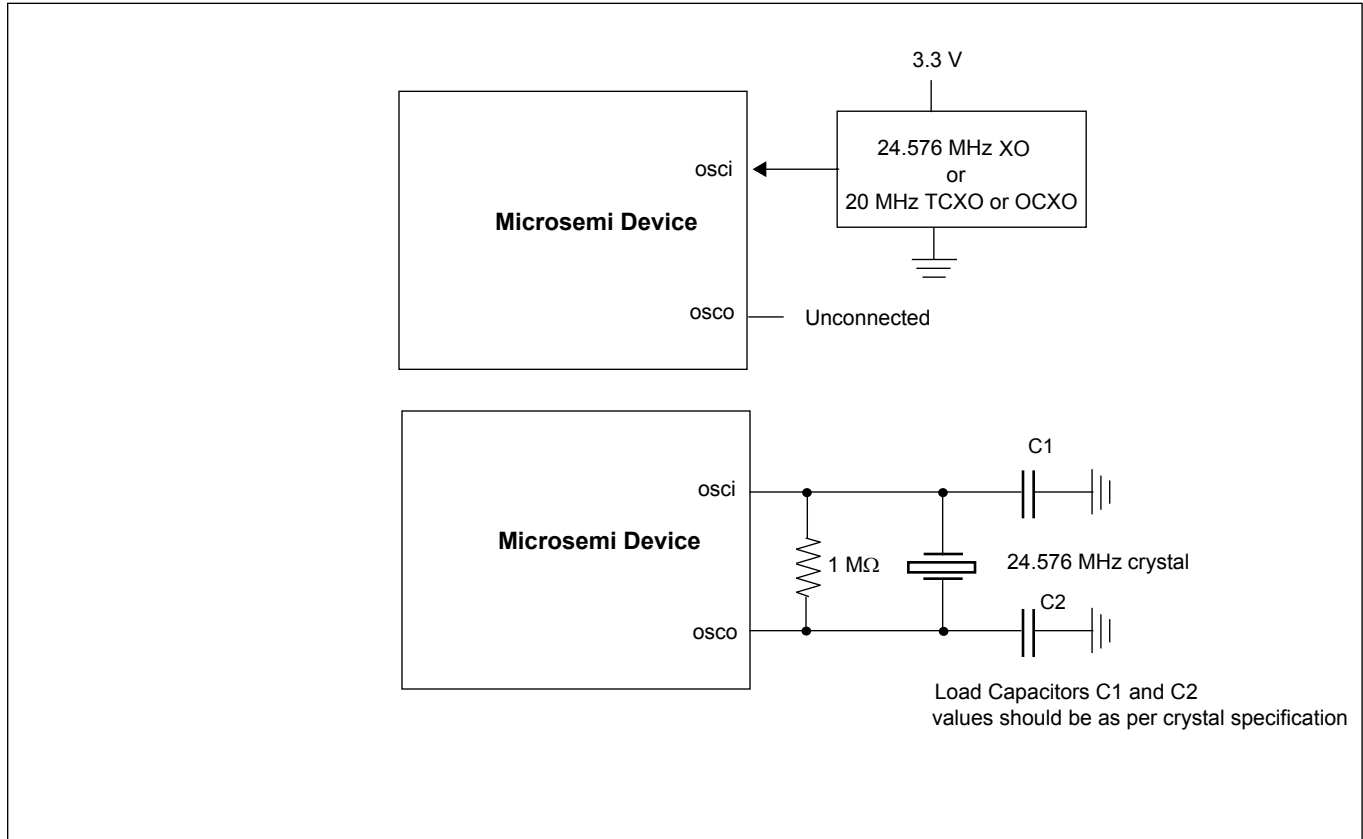 3.3 V
24.576 MHz XO
or
20 MHz TCXO or OCXO
osci
Microsemi Device
osco
Unconnected
C1
osci
Microsemi Device
1 MΩ
24.576 MHz crystal
C2
osco
Load Capacitors C1 and C2
values should be as per crystal specification